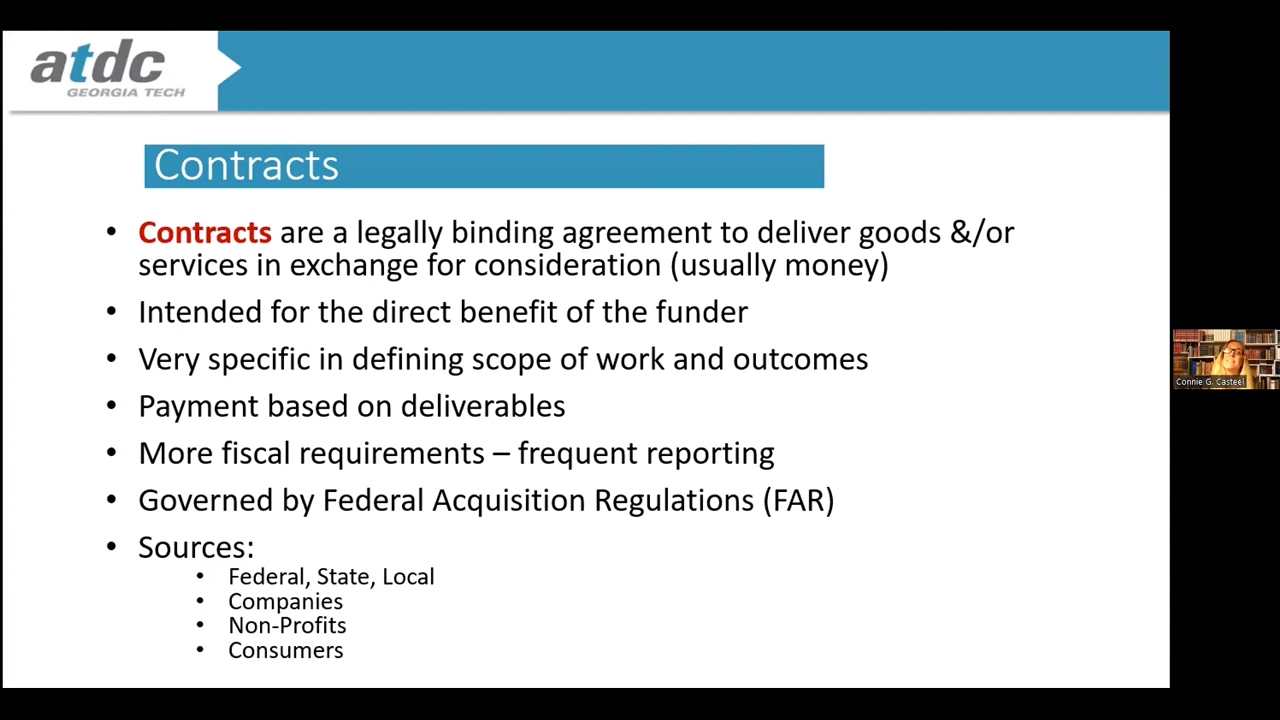 atdc
GEORGIA TECH
Contracts
• Contracts are a legally binding agreement to deliver goods &/or
services in exchange for consideration (usually money)
• Intended for the direct benefit of the funder
• Very specific in defining scope of work and outcomes
• Payment based on deliverables
• More fiscal requirements – frequent reporting
• Governed by Federal Acquisition Regulations (FAR)
• Sources:
• Federal, State, Local
• Companies
• Non-Profits
• Consumers
Connie G. Casteel